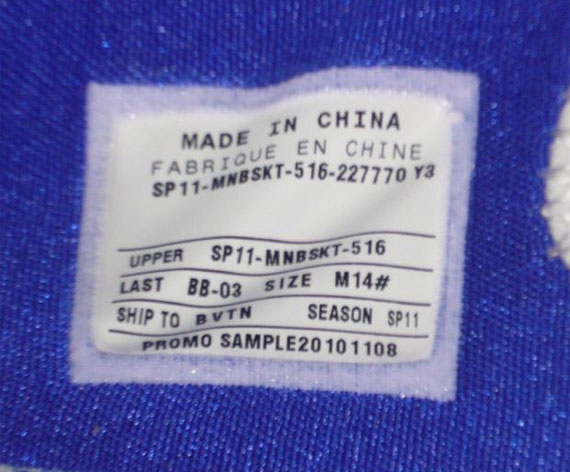 MADE IN CHINA
FABRIQUE EN CHINE
SP11-MNBSKT-516-227770 Y3
UPPER SP11-MNBSKT-516
LAST BB-03 SIZE M14#
SHIP TO BVTN SEASON SP11
PROMO SAMPLE20101108